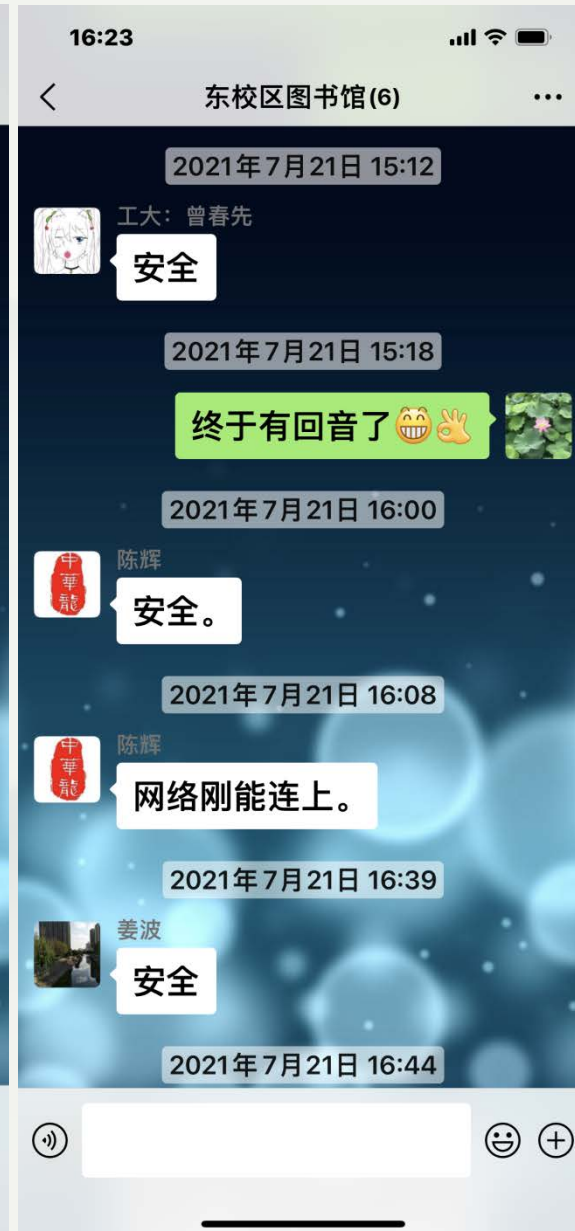 16:23
东校区图书馆(6)
2021年7月21日 15:12
工大：曾春先
安全
2021年7月21日 15:18
终于有回音了😁👌
2021年7月21日 16:00
中華龍
陈辉
安全。
2021年7月21日 16:08
中華龍
陈辉
网络刚能连上。
2021年7月21日 16:39
姜波
安全
2021年7月21日 16:44